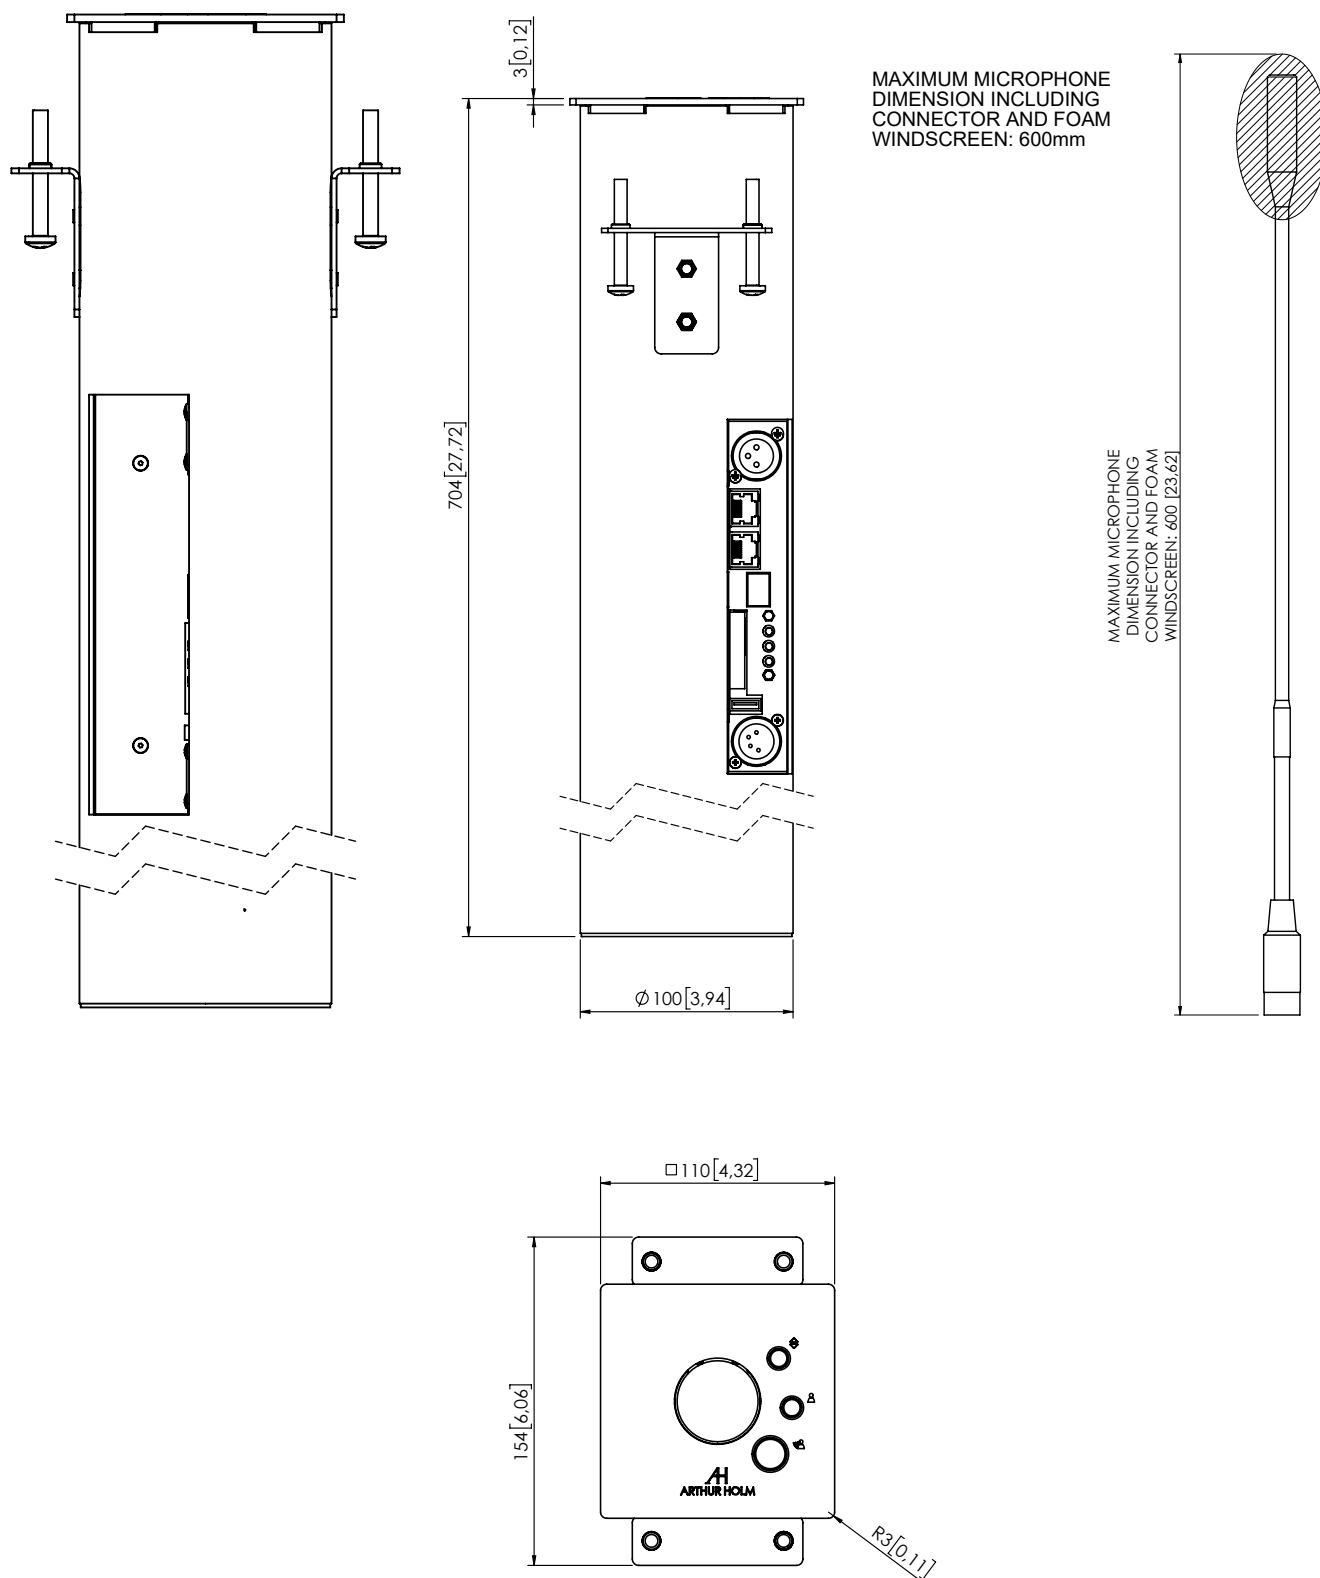 3[0,12]
MAXIMUM MICROPHONE
DIMENSION INCLUDING
CONNECTOR AND FOAM
WINDSCREEN: 600mm
704[27,72]
MAXIMUM MICROPHONE
DIMENSION INCLUDING
CONNECTOR AND FOAM
WINDSCREEN: 600 [23,62]
Ø100[3,94]
□110[4,32]
154[6,06]
AH
ARTHUR HOLM
R3[0,11]